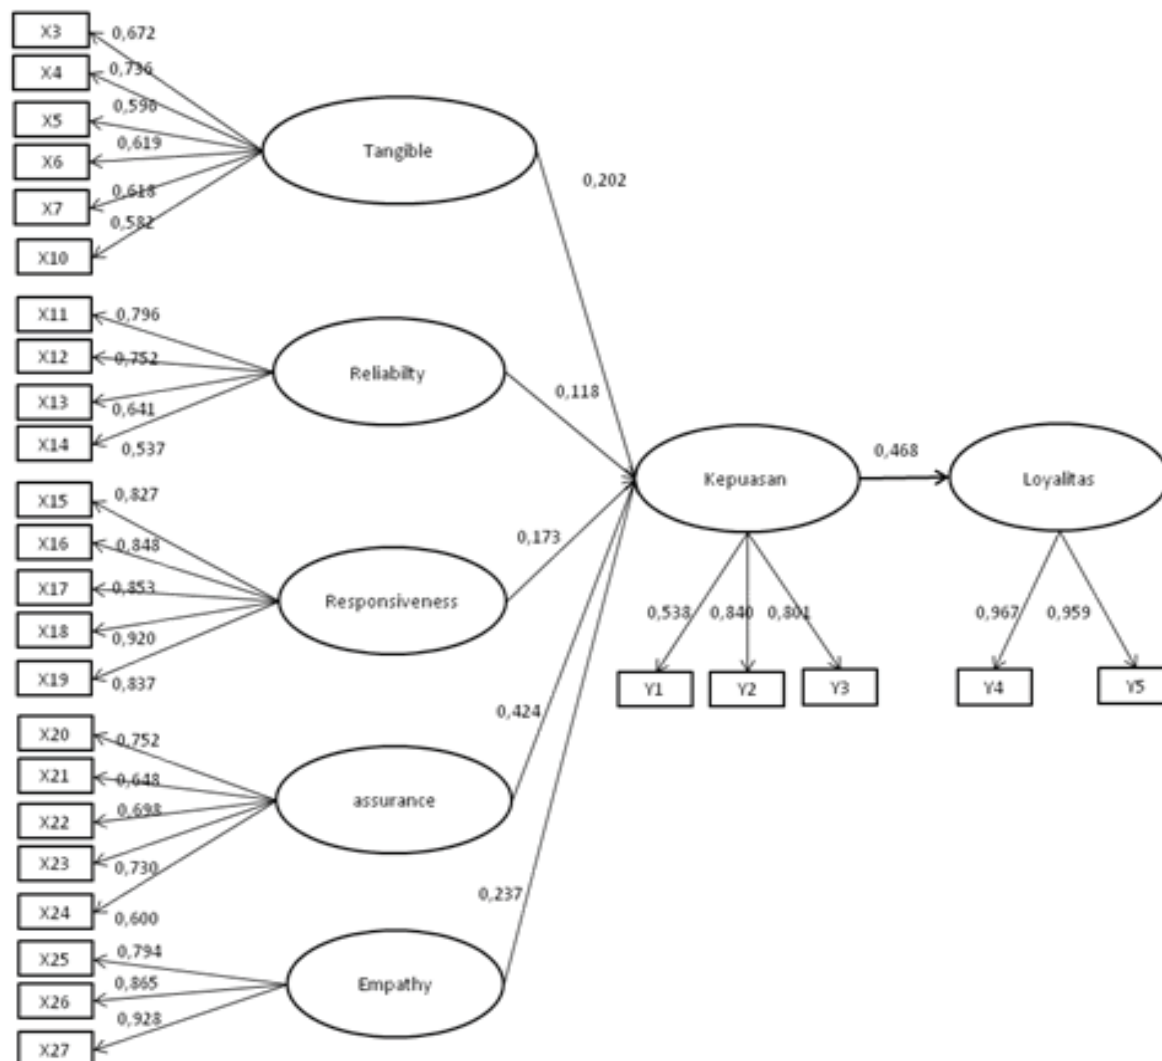 X3
0,672
X4
0,736
X5
0,598
X6
0,619
X7
0,618
X10
0,582
Tangible
0,202
X11
0,796
X12
0,752
X13
0,641
X14
0,537
Reliabilty
0,118
X15
0,827
X16
0,848
X17
0,853
X18
0,920
X19
0,837
Responsiveness
0,173
X20
0,752
X21
0,648
X22
0,698
X23
0,730
X24
0,600
assurance
0,424
X25
0,794
X26
0,865
X27
0,928
Empathy
0,237
Kepuasan
0,468
Loyalitas
0,538
0,840
0,801
0,967
0,959
Y1
Y2
Y3
Y4
Y5